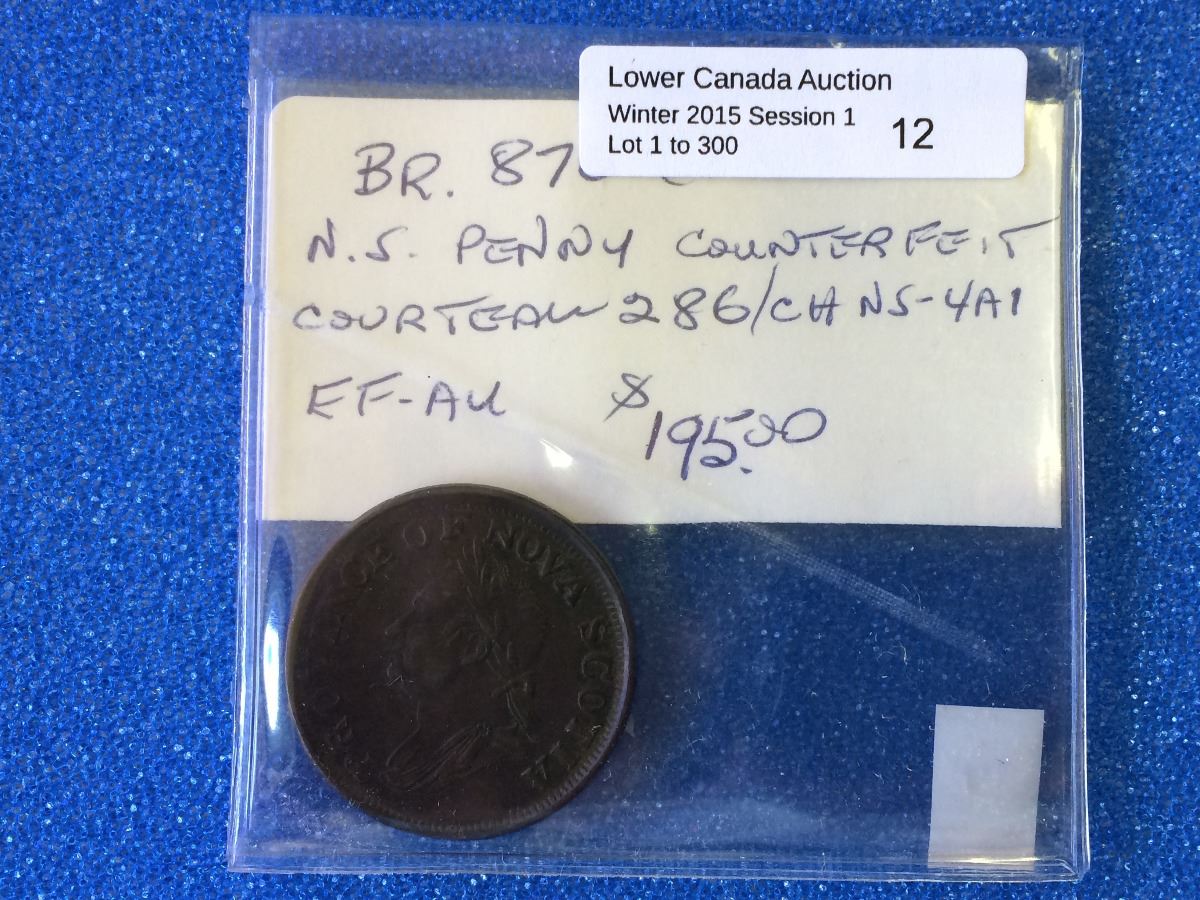 Lower Canada Auction
Winter 2015 Session 1
Lot 1 to 300
12
BR.
N.S. PENNY COUNTERFEIT
COURTEAU 286/CH NS-4A1
EF-AU $195.00
PROVINCE OF NOVA SCOTIA